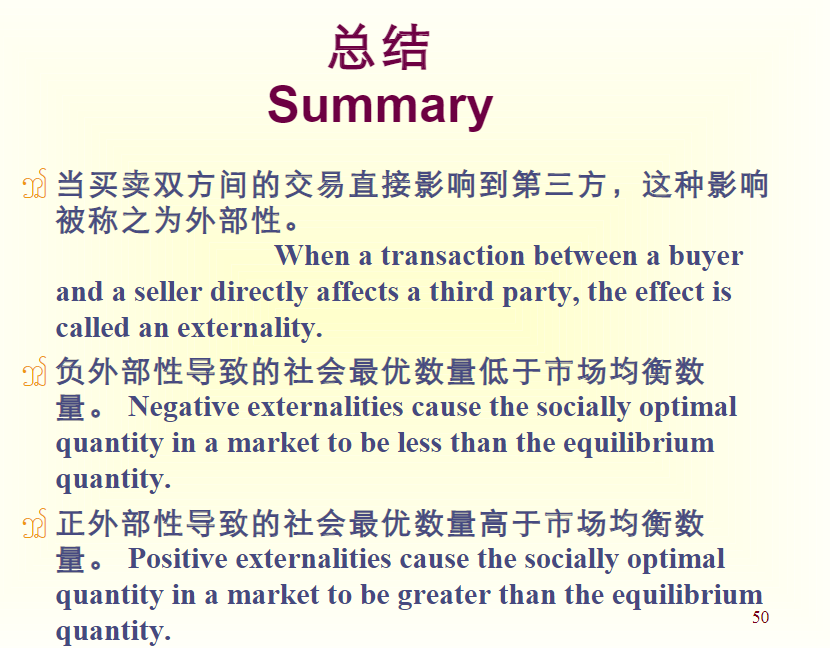 总结
Summary
当买卖双方间的交易直接影响到第三方，这种影响
被称之为外部性。
When a transaction between a buyer
and a seller directly affects a third party, the effect is
called an externality.
负外部性导致的社会最优数量低于市场均衡数
量。 Negative externalities cause the socially optimal
quantity in a market to be less than the equilibrium
quantity.
正外部性导致的社会最优数量高于市场均衡数
量。 Positive externalities cause the socially optimal
quantity in a market to be greater than the equilibrium
quantity.
50